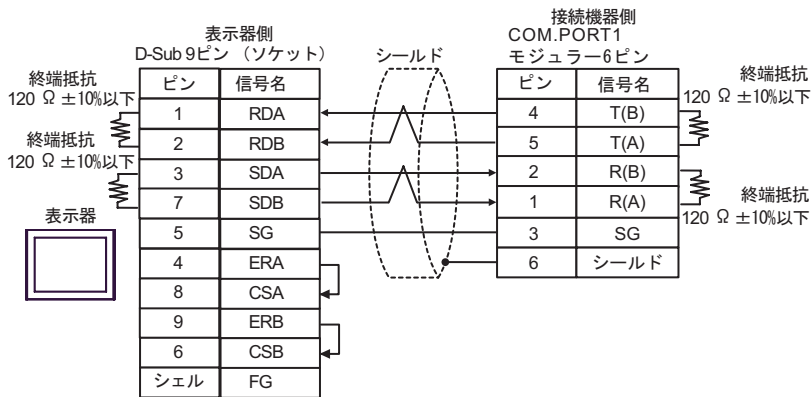 表示器側
D-Sub 9ピン （ソケット）
ピン 信号名
1 RDA
2 RDB
3 SDA
7 SDB
5 SG
4 ERA
8 CSA
9 ERB
6 CSB
シェル FG
終端抵抗
120 Ω ±10%以下
終端抵抗
120 Ω ±10%以下
表示器
シールド
接続機器側
COM.PORT1
モジュラー6ピン
ピン 信号名
4 T(B)
5 T(A)
2 R(B)
1 R(A)
3 SG
6 シールド
終端抵抗
120 Ω ±10%以下
終端抵抗
120 Ω ±10%以下